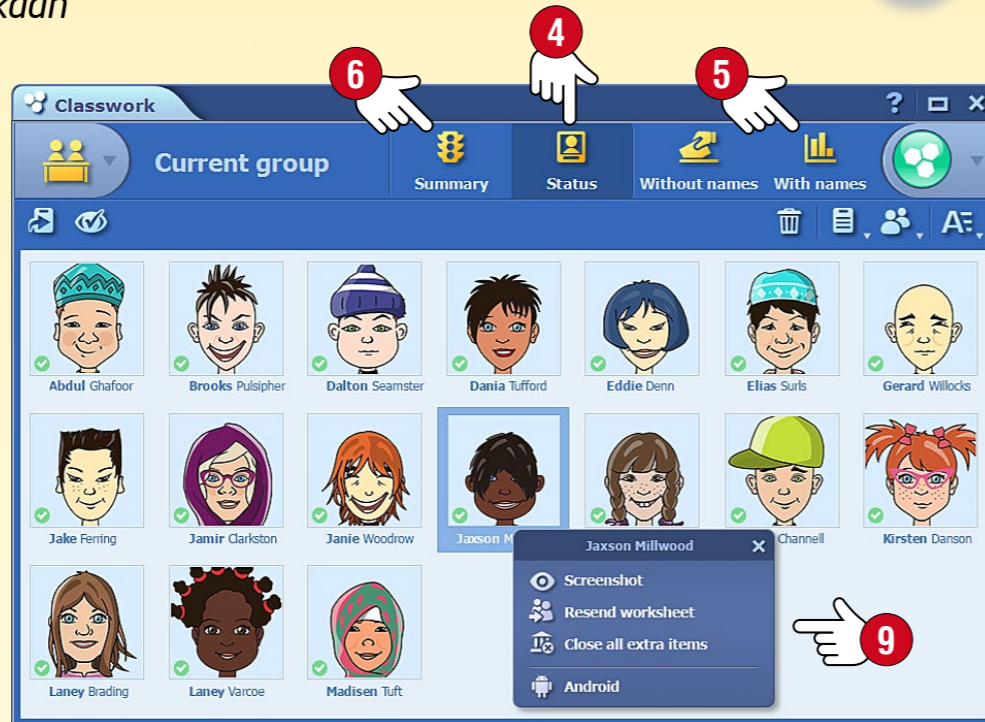 4
6
5
Classwork
?
Current group
Summary
Status
Without names
With names
A
Abdul Ghafoor
Brooks Pulsipher
Dalton Seamster
Dania Tufford
Eddie Denn
Elias Surls
Gerard Willocks
Jake Ferring
Jamir Clarkston
Janie Woodrow
Jaxson M
Channell
Kirsten Danson
Jaxson Millwood
Screenshot
Resend worksheet
Close all extra items
Android
9
Laney Brading
Laney Varcoe
Madisen Tuft